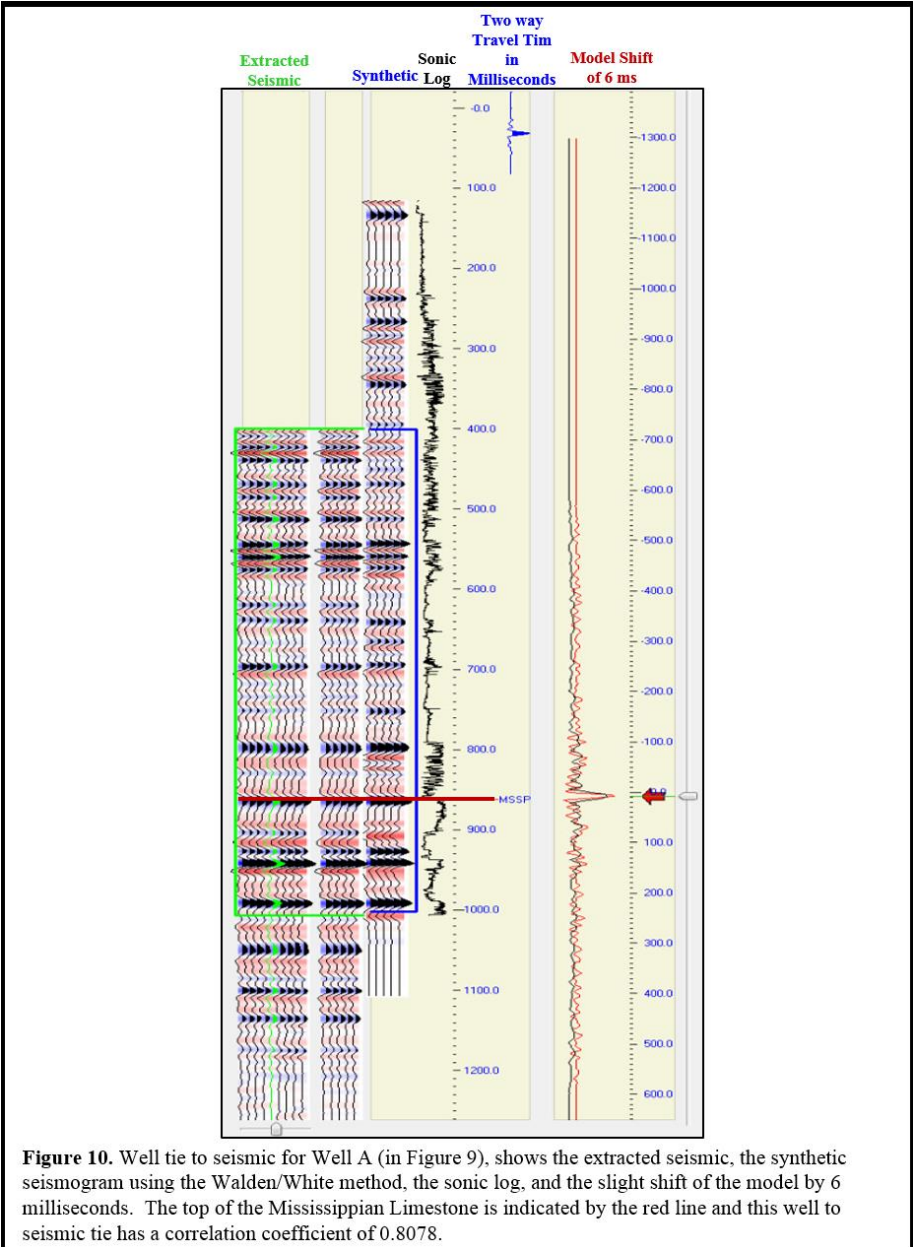 Two way
Travel Tim
in
Milliseconds
Extracted
Seismic
Synthetic
Sonic
Log
Model Shift
of 6 ms
-0.0
100.0
200.0
300.0
400.0
500.0
600.0
700.0
800.0
MSSP
900.0
1000.0
1100.0
1200.0
-1300.0
-1200.0
-1100.0
-1000.0
-900.0
-800.0
-700.0
-600.0
-500.0
-400.0
-300.0
-200.0
-100.0
100.0
200.0
300.0
400.0
500.0
600.0
Figure 10. Well tie to seismic for Well A (in Figure 9), shows the extracted seismic, the synthetic
seismogram using the Walden/White method, the sonic log, and the slight shift of the model by 6
milliseconds. The top of the Mississippian Limestone is indicated by the red line and this well to
seismic tie has a correlation coefficient of 0.8078.